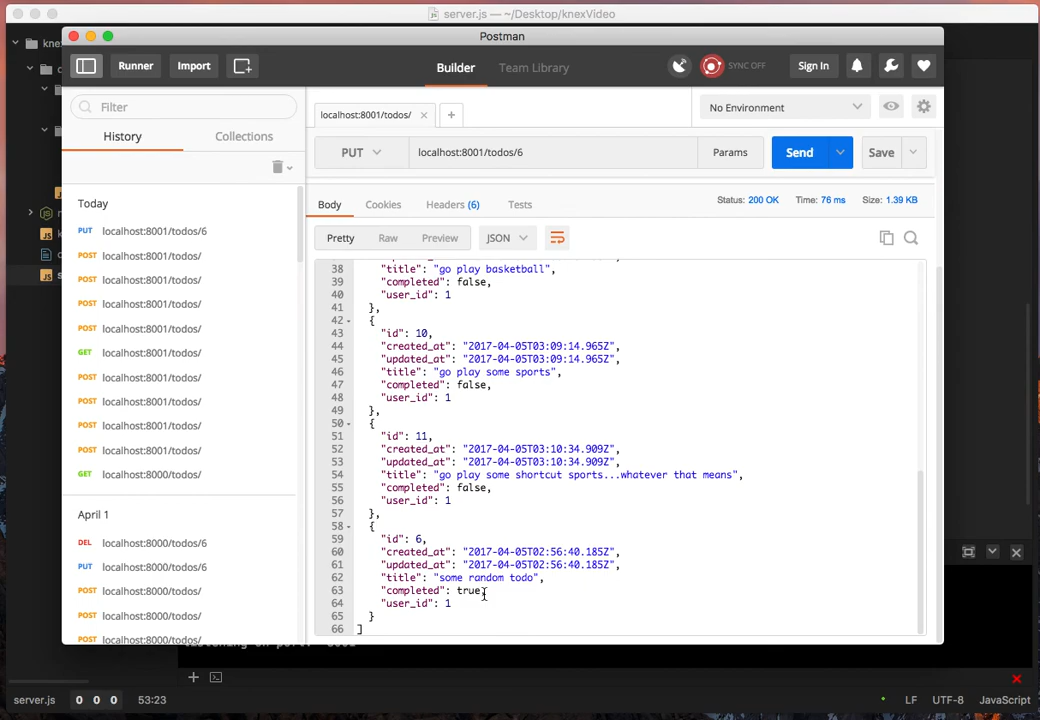 server.js — ~/Desktop/knexVideo
Postman
Runner
Import
Builder
Team Library
SYNC OFF
Sign In
Filter
History
Collections
localhost:8001/todos/
No Environment
PUT
localhost:8001/todos/6
Params
Send
Save
Body
Cookies
Headers (6)
Tests
Status: 200 OK
Time: 76 ms
Size: 1.39 KB
Pretty
Raw
Preview
JSON
Today
PUT localhost:8001/todos/6
POST localhost:8001/todos/
POST localhost:8001/todos/
POST localhost:8001/todos/
POST localhost:8001/todos/
GET localhost:8001/todos/
POST localhost:8001/todos/
POST localhost:8001/todos/
POST localhost:8001/todos/
POST localhost:8001/todos/
GET localhost:8000/todos/
April 1
DEL localhost:8000/todos/6
PUT localhost:8000/todos/6
POST localhost:8000/todos/
POST localhost:8000/todos/
POST localhost:8000/todos/
38 "title": "go play basketball",
39 "completed": false,
40 "user_id": 1
41 },
42 {
43 "id": 10,
44 "created_at": "2017-04-05T03:09:14.965Z",
45 "updated_at": "2017-04-05T03:09:14.965Z",
46 "title": "go play some sports",
47 "completed": false,
48 "user_id": 1
49 },
50 {
51 "id": 11,
52 "created_at": "2017-04-05T03:10:34.909Z",
53 "updated_at": "2017-04-05T03:10:34.909Z",
54 "title": "go play some shortcut sports...whatever that means",
55 "completed": false,
56 "user_id": 1
57 },
58 {
59 "id": 6,
60 "created_at": "2017-04-05T02:56:40.185Z",
61 "updated_at": "2017-04-05T02:56:40.185Z",
62 "title": "some random todo",
63 "completed": true,
64 "user_id": 1
65 }
66 ]
server.js 0 0 0 53:23
LF UTF-8 JavaScript